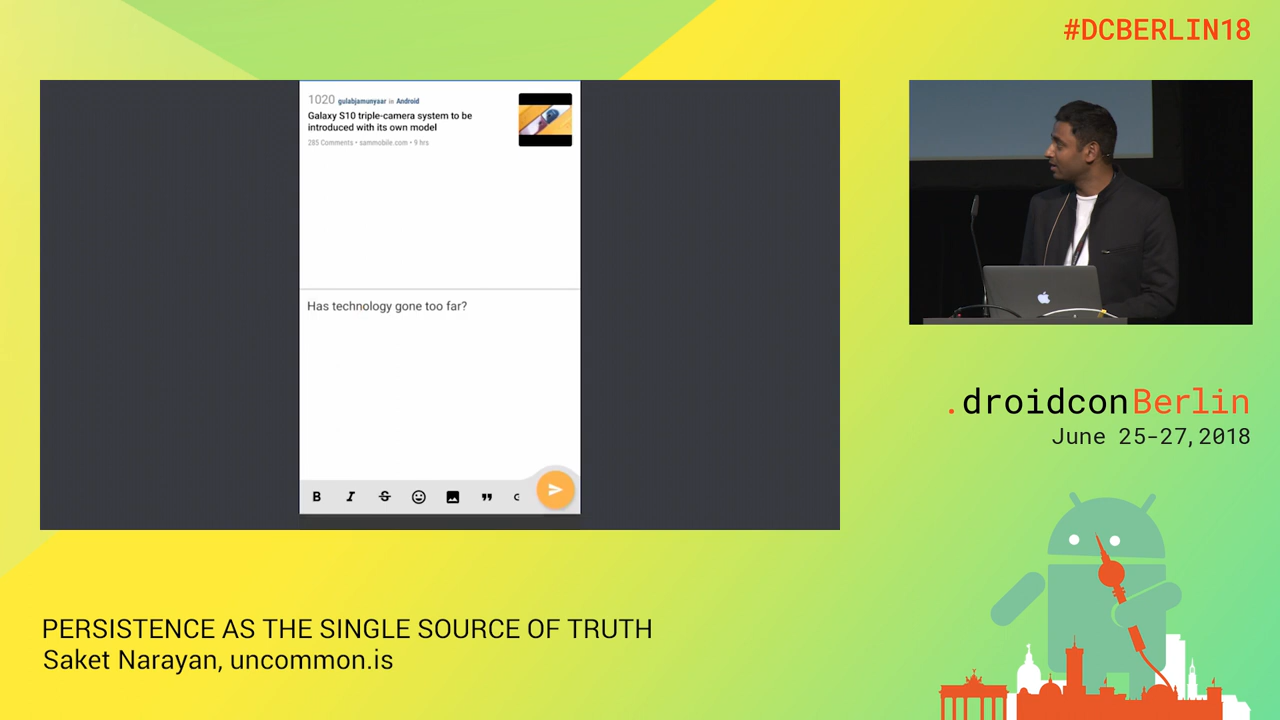 #DCBERLIN18
1020 gulabjamunyaar in Android
Galaxy S10 triple-camera system to be
introduced with its own model
285 Comments • sammobile.com • 9 hrs
Has technology gone too far?
B I S
.droidconBerlin
June 25-27, 2018
PERSISTENCE AS THE SINGLE SOURCE OF TRUTH
Saket Narayan, uncommon.is